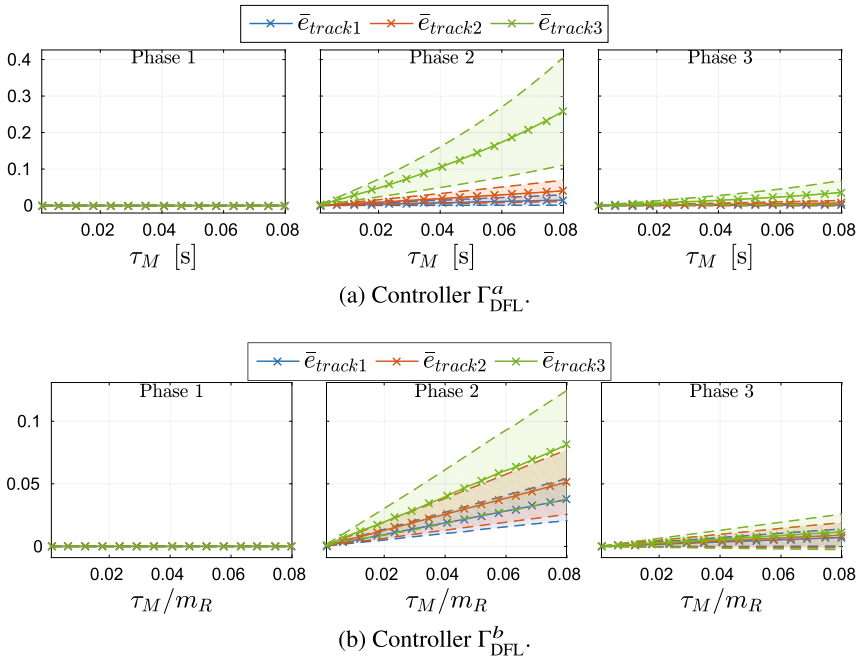 ē_track1 ē_track2 ē_track3
Phase 1 Phase 2 Phase 3
0.4
0.3
0.2
0.1
0
0.02 0.04 0.06 0.08 0.02 0.04 0.06 0.08 0.02 0.04 0.06 0.08
τ_M [s] τ_M [s] τ_M [s]
(a) Controller Γ^a_DFL.
ē_track1 ē_track2 ē_track3
Phase 1 Phase 2 Phase 3
0.1
0.05
0
0.02 0.04 0.06 0.08 0.02 0.04 0.06 0.08 0.02 0.04 0.06 0.08
τ_M/m_R τ_M/m_R τ_M/m_R
(b) Controller Γ^b_DFL.